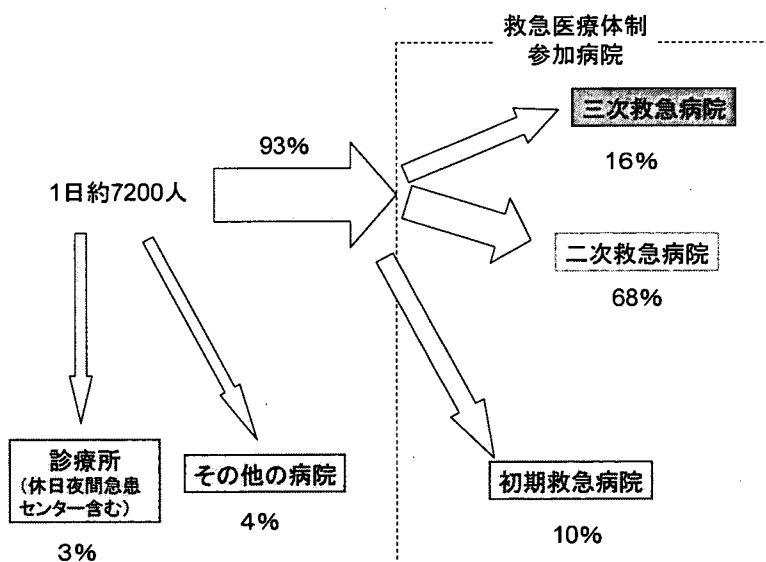 救急医療体制
参加病院
三次救急病院
93%
16%
1日約7200人
二次救急病院
68%
診療所
(休日夜間急患
センター含む)
3%
その他の病院
4%
初期救急病院
10%